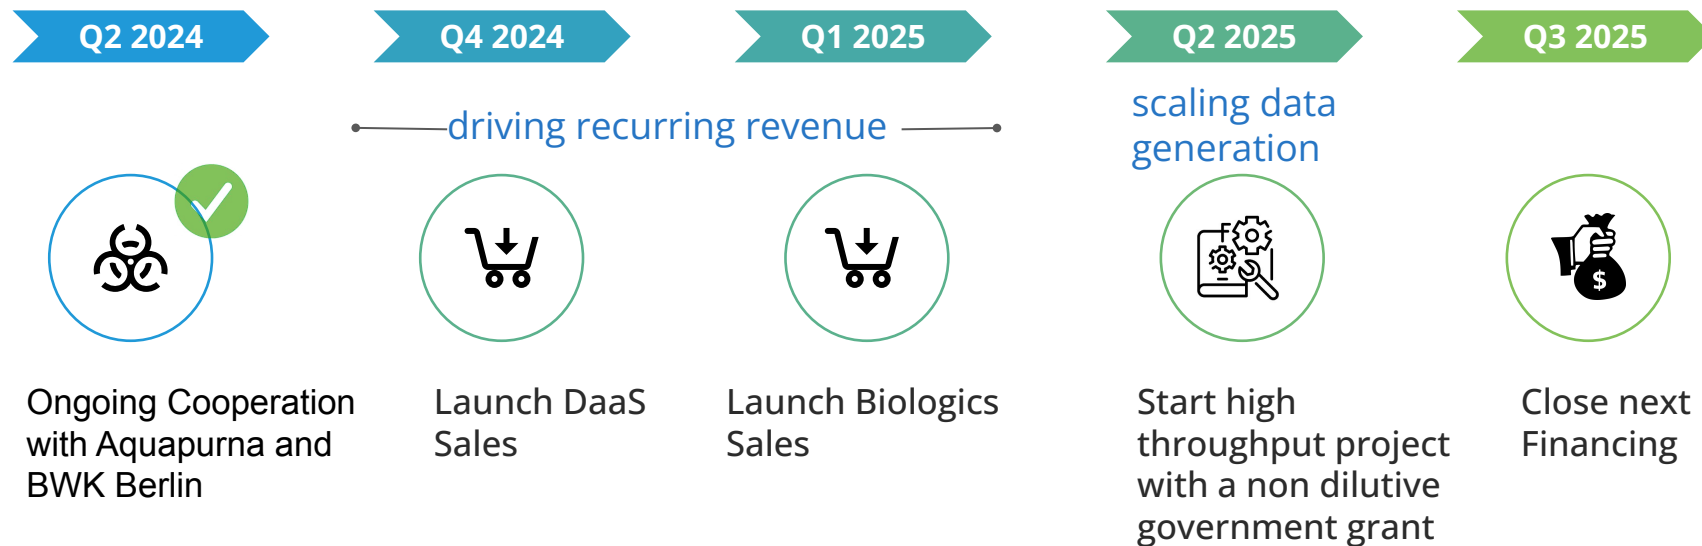 Q2 2024
Q4 2024
Q1 2025
Q2 2025
Q3 2025
driving recurring revenue
scaling data
generation
$
Ongoing Cooperation
with Aquapurna and
BWK Berlin
Launch DaaS
Sales
Launch Biologics
Sales
Start high
throughput project
with a non dilutive
government grant
Close next
Financing